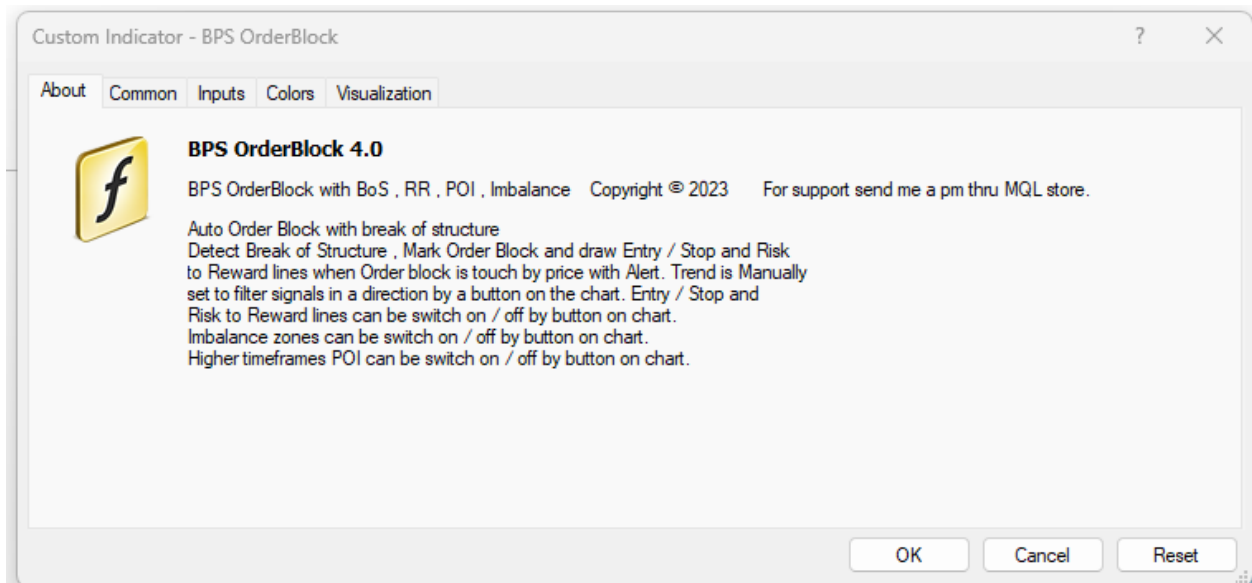 Custom Indicator - BPS OrderBlock
?
About Common Inputs Colors Visualization
f
BPS OrderBlock 4.0
BPS OrderBlock with BoS , RR , POI , Imbalance Copyright © 2023 For support send me a pm thru MQL store.
Auto Order Block with break of structure
Detect Break of Structure , Mark Order Block and draw Entry / Stop and Risk
to Reward lines when Order block is touch by price with Alert. Trend is Manually
set to filter signals in a direction by a button on the chart. Entry / Stop and
Risk to Reward lines can be switch on / off by button on chart.
Imbalance zones can be switch on / off by button on chart.
Higher timeframes POI can be switch on / off by button on chart.
OK Cancel Reset